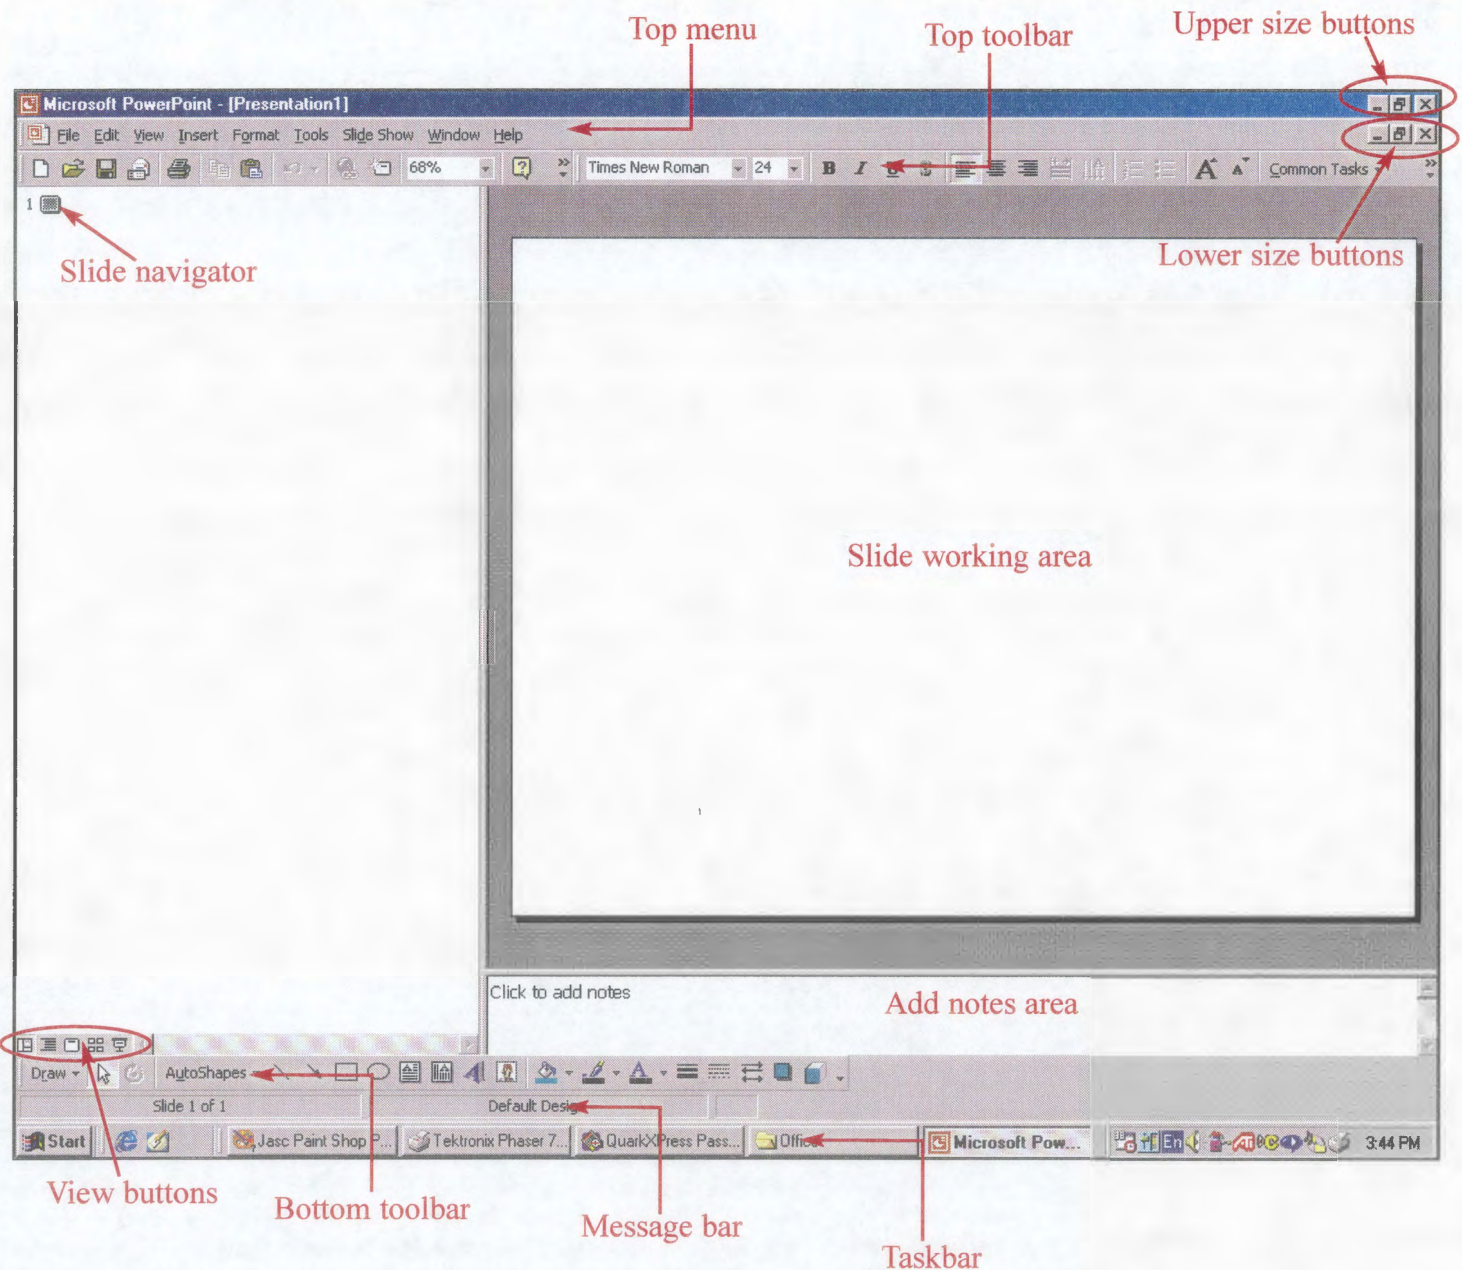 Upper size buttons
Top menu
Top toolbar
Microsoft PowerPoint - [Presentation1]
File Edit View Insert Format Tools Slide Show Window Help
68% Times New Roman 24 B I U S A A Common Tasks
1
Slide navigator
Lower size buttons
Slide working area
Click to add notes
Add notes area
Draw AutoShapes
Slide 1 of 1 Default Design
Start Jasc Paint Shop P... Tektronix Phaser 7... QuarkXPress Pass... Office Microsoft Pow... En 3:44 PM
View buttons
Bottom toolbar
Message bar
Taskbar